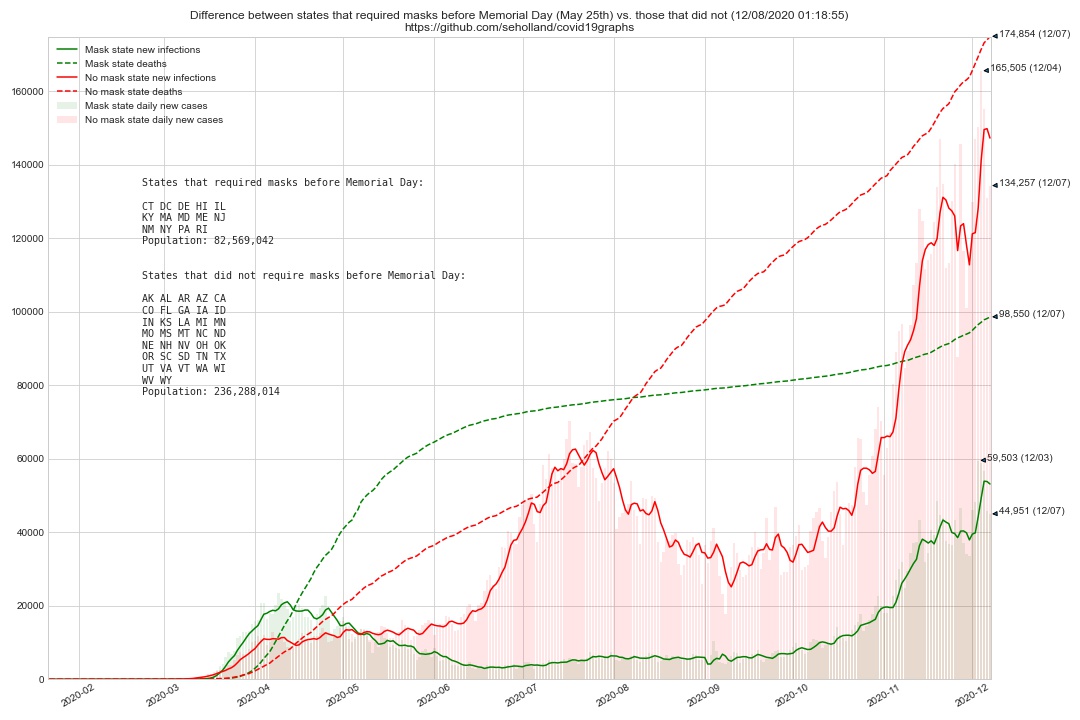 Difference between states that required masks before Memorial Day (May 25th) vs. those that did not (12/08/2020 01:18:55)
https://github.com/seholland/covid19graphs
Mask state new infections
Mask state deaths
No mask state new infections
No mask state deaths
Mask state daily new cases
No mask state daily new cases
States that required masks before Memorial Day:
CT DC DE HI IL
KY MA MD ME NJ
NM NY PA RI
Population: 82,569,042
States that did not require masks before Memorial Day:
AK AL AR AZ CA
CO FL GA IA ID
IN KS LA MI MN
MO MS MT NC ND
NE NH NV OH OK
OR SC SD TN TX
UT VA VT WA WI
WV WY
Population: 236,288,014
174,854 (12/07)
165,505 (12/04)
134,257 (12/07)
98,550 (12/07)
59,503 (12/03)
44,951 (12/07)
160000
140000
120000
100000
80000
60000
40000
20000
0
2020-02
2020-03
2020-04
2020-05
2020-06
2020-07
2020-08
2020-09
2020-10
2020-11
2020-12